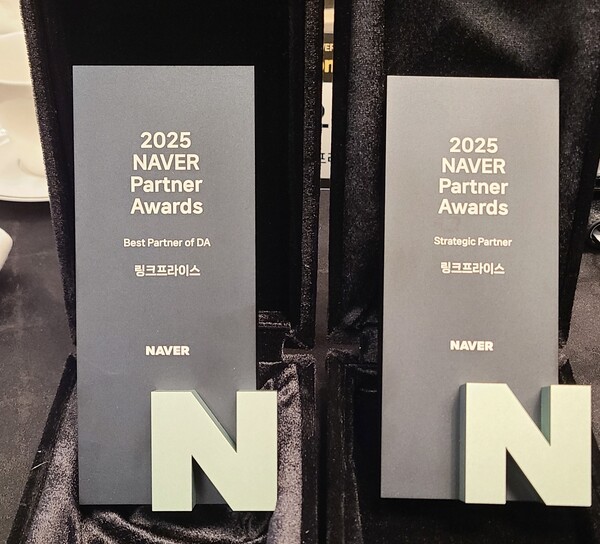 2025
NAVER
Partner
Awards
Best Partner of DA
링크프라이스
NAVER
N
2025
NAVER
Partner
Awards
Strategic Partner
링크프라이스
NAVER
N